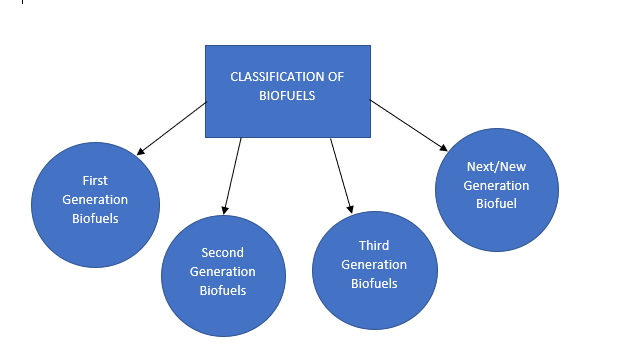 CLASSIFICATION OF
BIOFUELS
First
Generation
Biofuels
Second
Generation
Biofuels
Third
Generation
Biofuels
Next/New
Generation
Biofuel